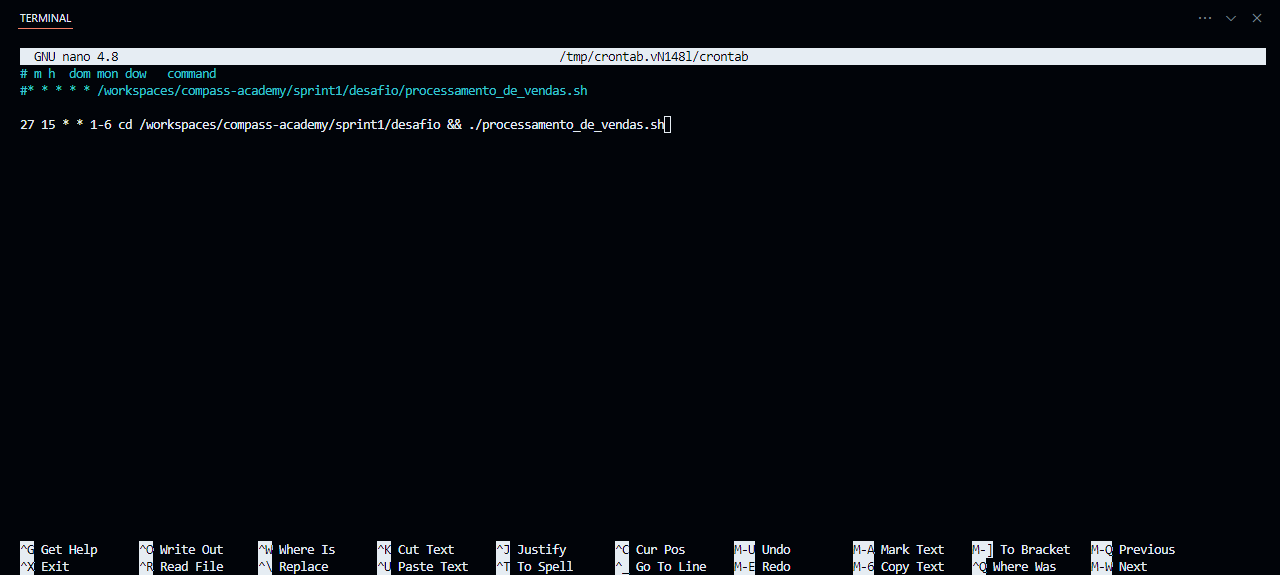 TERMINAL
GNU nano 4.8 /tmp/crontab.vN148l/crontab
# m h  dom mon dow   command
#* * * * * /workspaces/compass-academy/sprint1/desafio/processamento_de_vendas.sh
27 15 * * 1-6 cd /workspaces/compass-academy/sprint1/desafio && ./processamento_de_vendas.sh
^G Get Help ^O Write Out ^W Where Is ^K Cut Text ^J Justify ^C Cur Pos M-U Undo M-A Mark Text M-] To Bracket M-Q Previous
^X Exit ^R Read File ^\ Replace ^U Paste Text ^T To Spell ^_ Go To Line M-E Redo M-6 Copy Text ^Q Where Was M-W Next